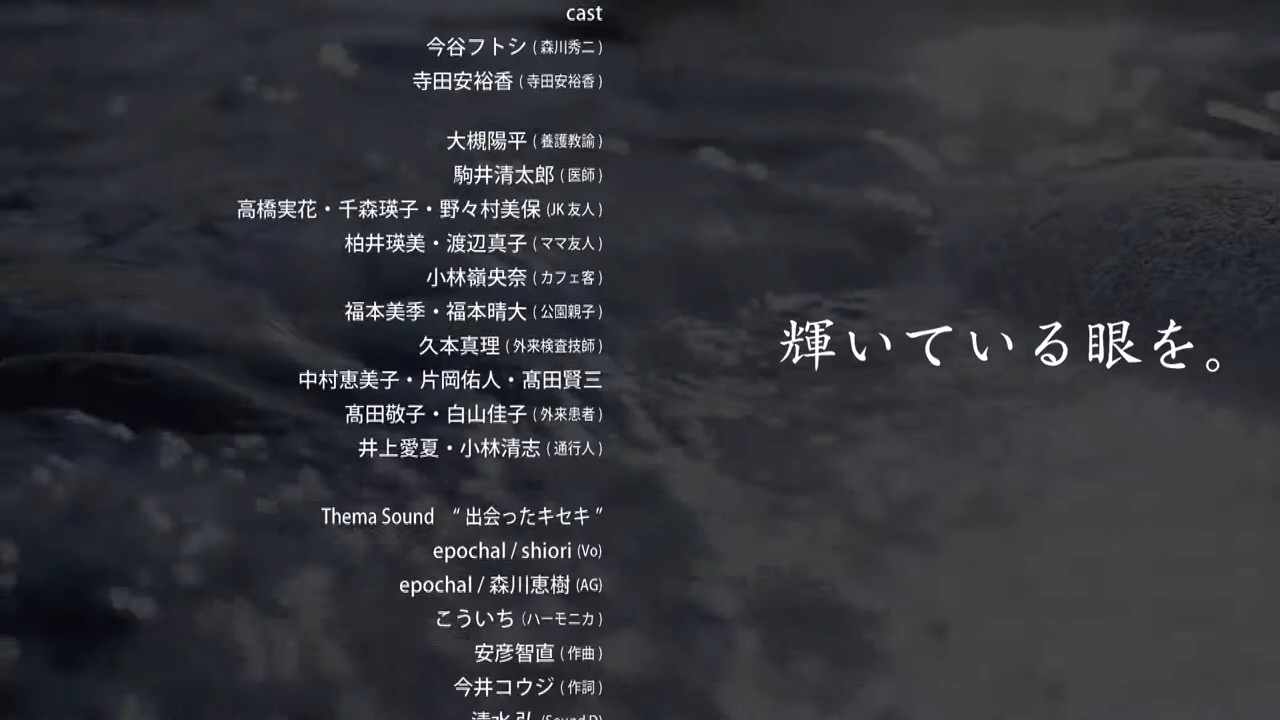 cast
今谷フトシ ( 森川秀二 )
寺田安裕香 ( 寺田安裕香 )
大槻陽平 ( 養護教諭 )
駒井清太郎 ( 医師 )
高橋実花・千森瑛子・野々村美保 (JK 友人 )
柏井瑛美・渡辺真子 ( ママ友人 )
小林嶺央奈 ( カフェ客 )
福本美季・福本晴大 ( 公園親子 )
久本真理 ( 外来検査技師 )
中村恵美子・片岡佑人・髙田賢三
髙田敬子・白山佳子 ( 外来患者 )
井上愛夏・小林清志 ( 通行人 )
Thema Sound “ 出会ったキセキ ”
epochal / shiori (Vo)
epochal / 森川恵樹 (AG)
こういち （ハーモニカ )
安彦智直 ( 作曲 )
今井コウジ ( 作詞 )
清水 弘 (Sound D)
輝いている眼を。